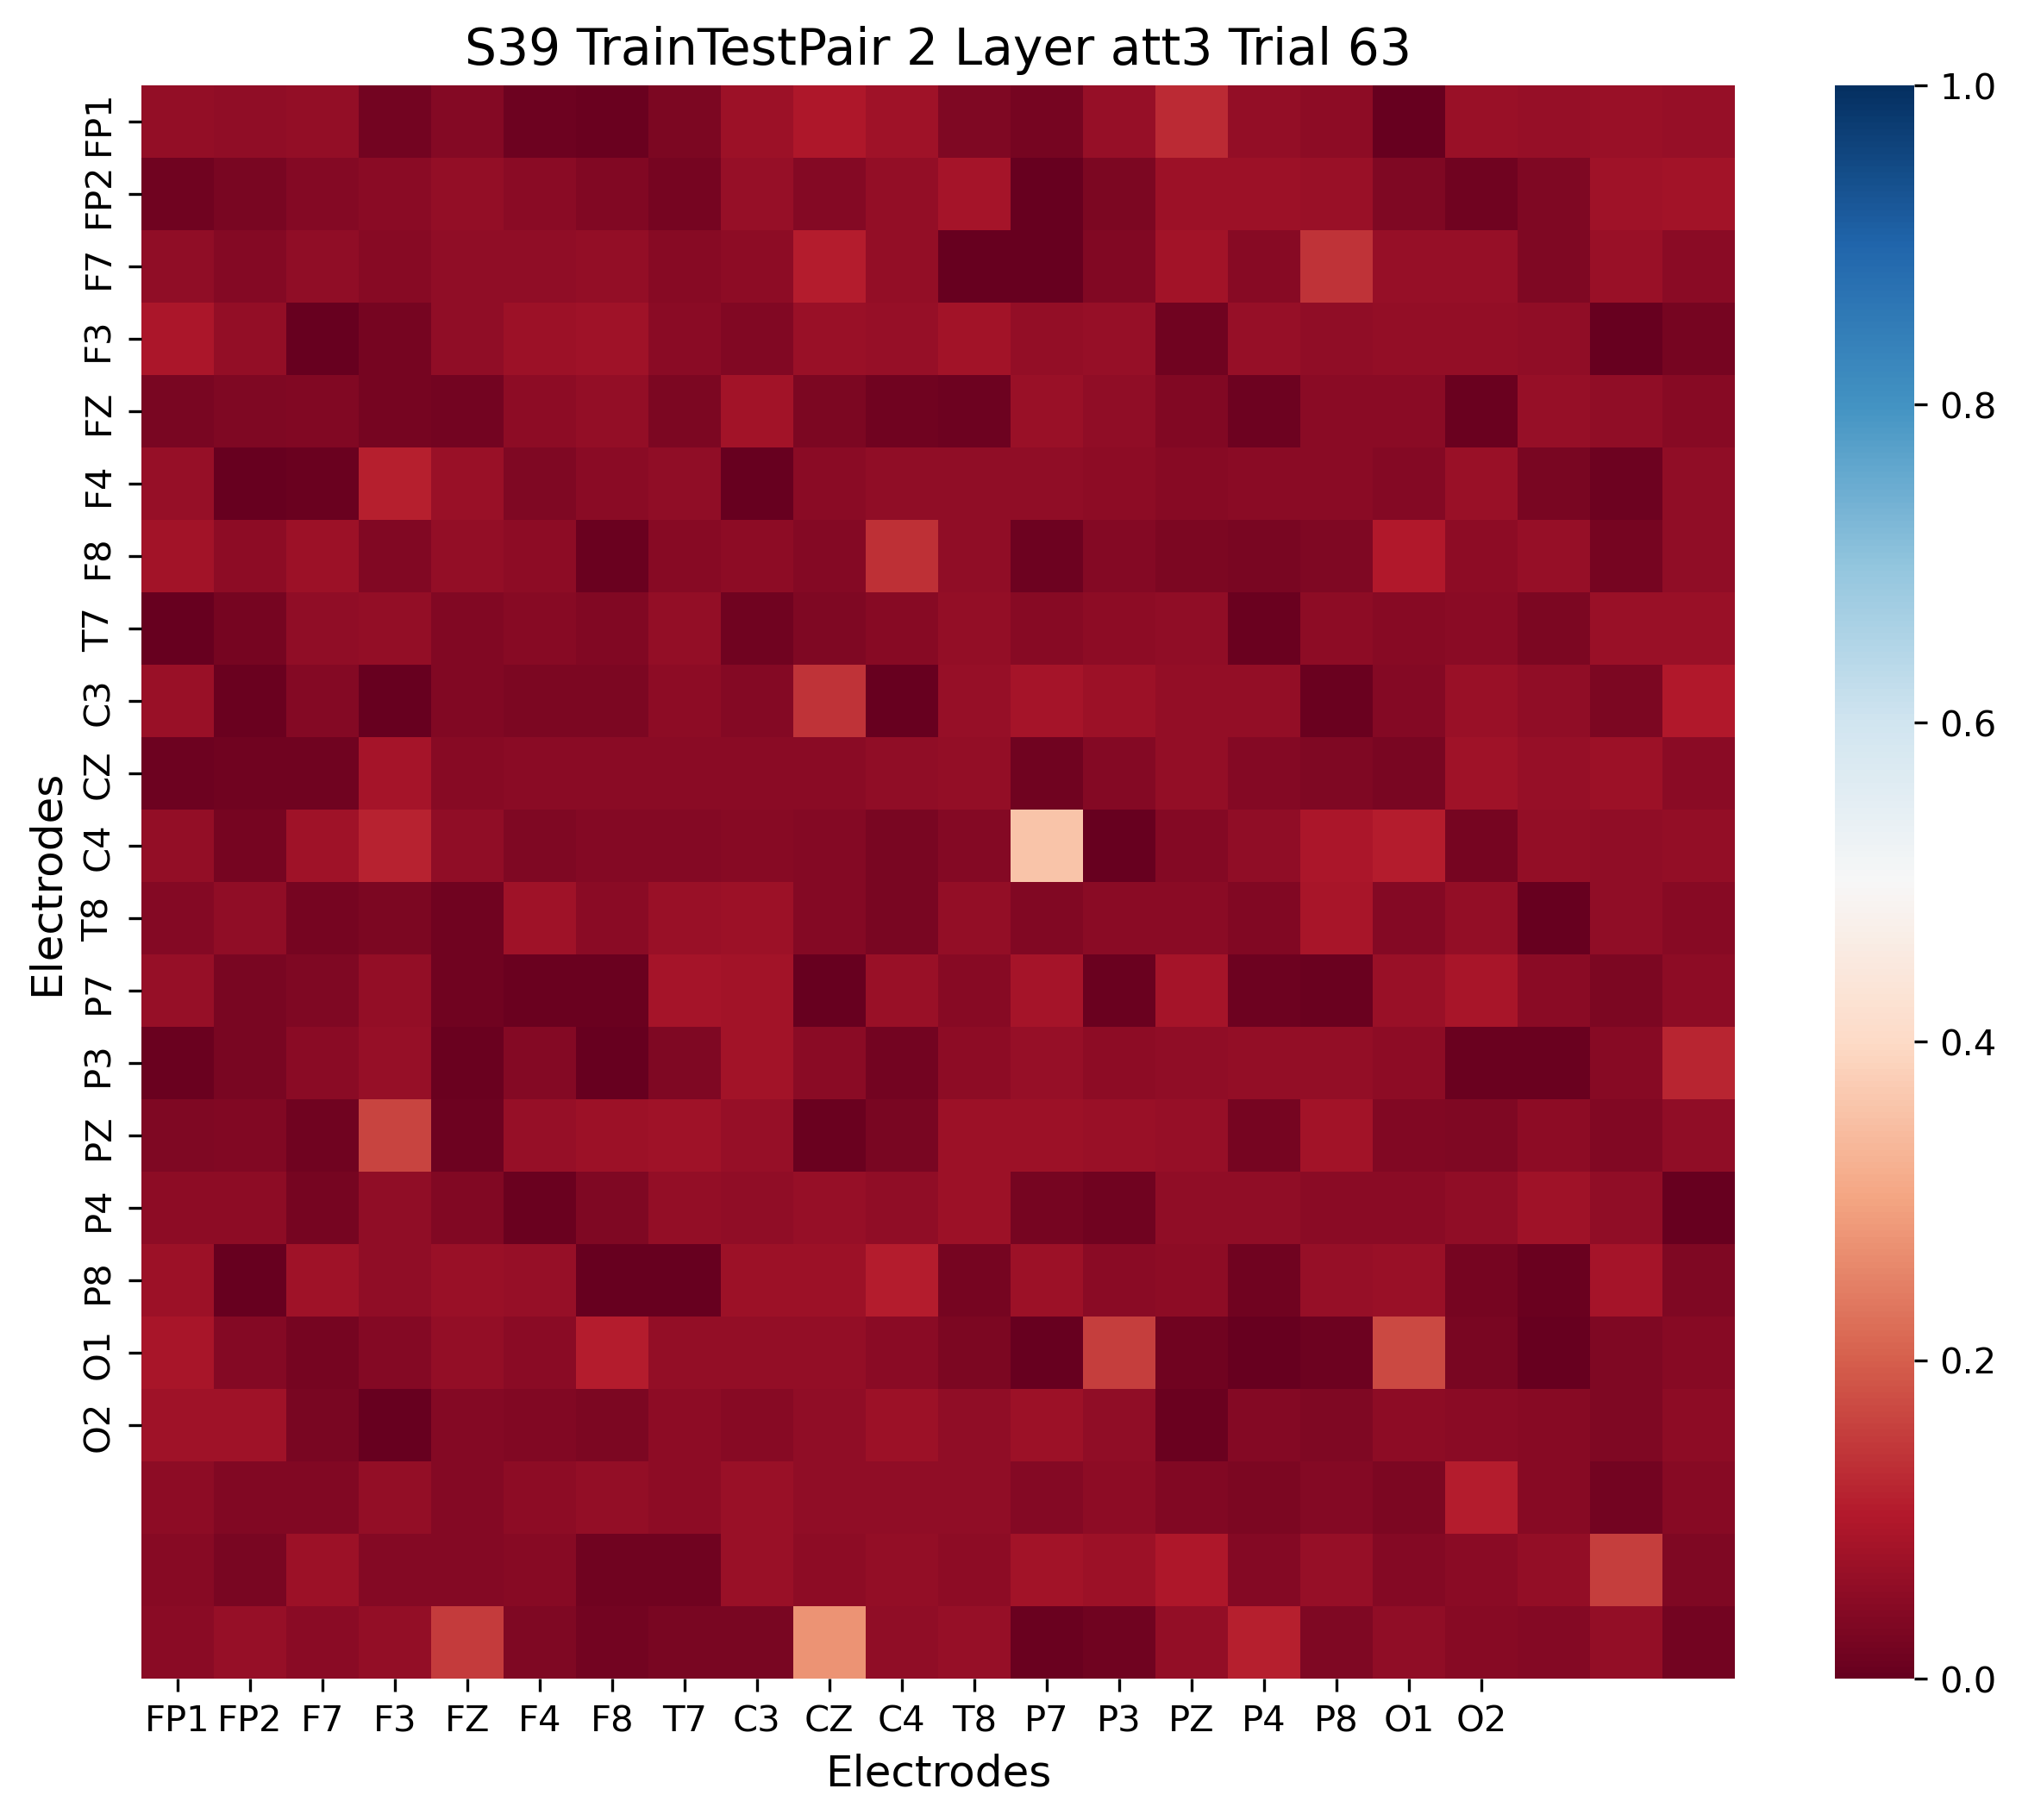 S39 TrainTestPair 2 Layer att3 Trial 63
Electrodes
FP1
FP2
F7
F3
FZ
F4
F8
T7
C3
CZ
C4
T8
P7
P3
PZ
P4
P8
O1
O2
1.0
0.8
0.6
0.4
0.2
0.0
FP1 FP2 F7 F3 FZ F4 F8 T7 C3 CZ C4 T8 P7 P3 PZ P4 P8 O1 O2
Electrodes